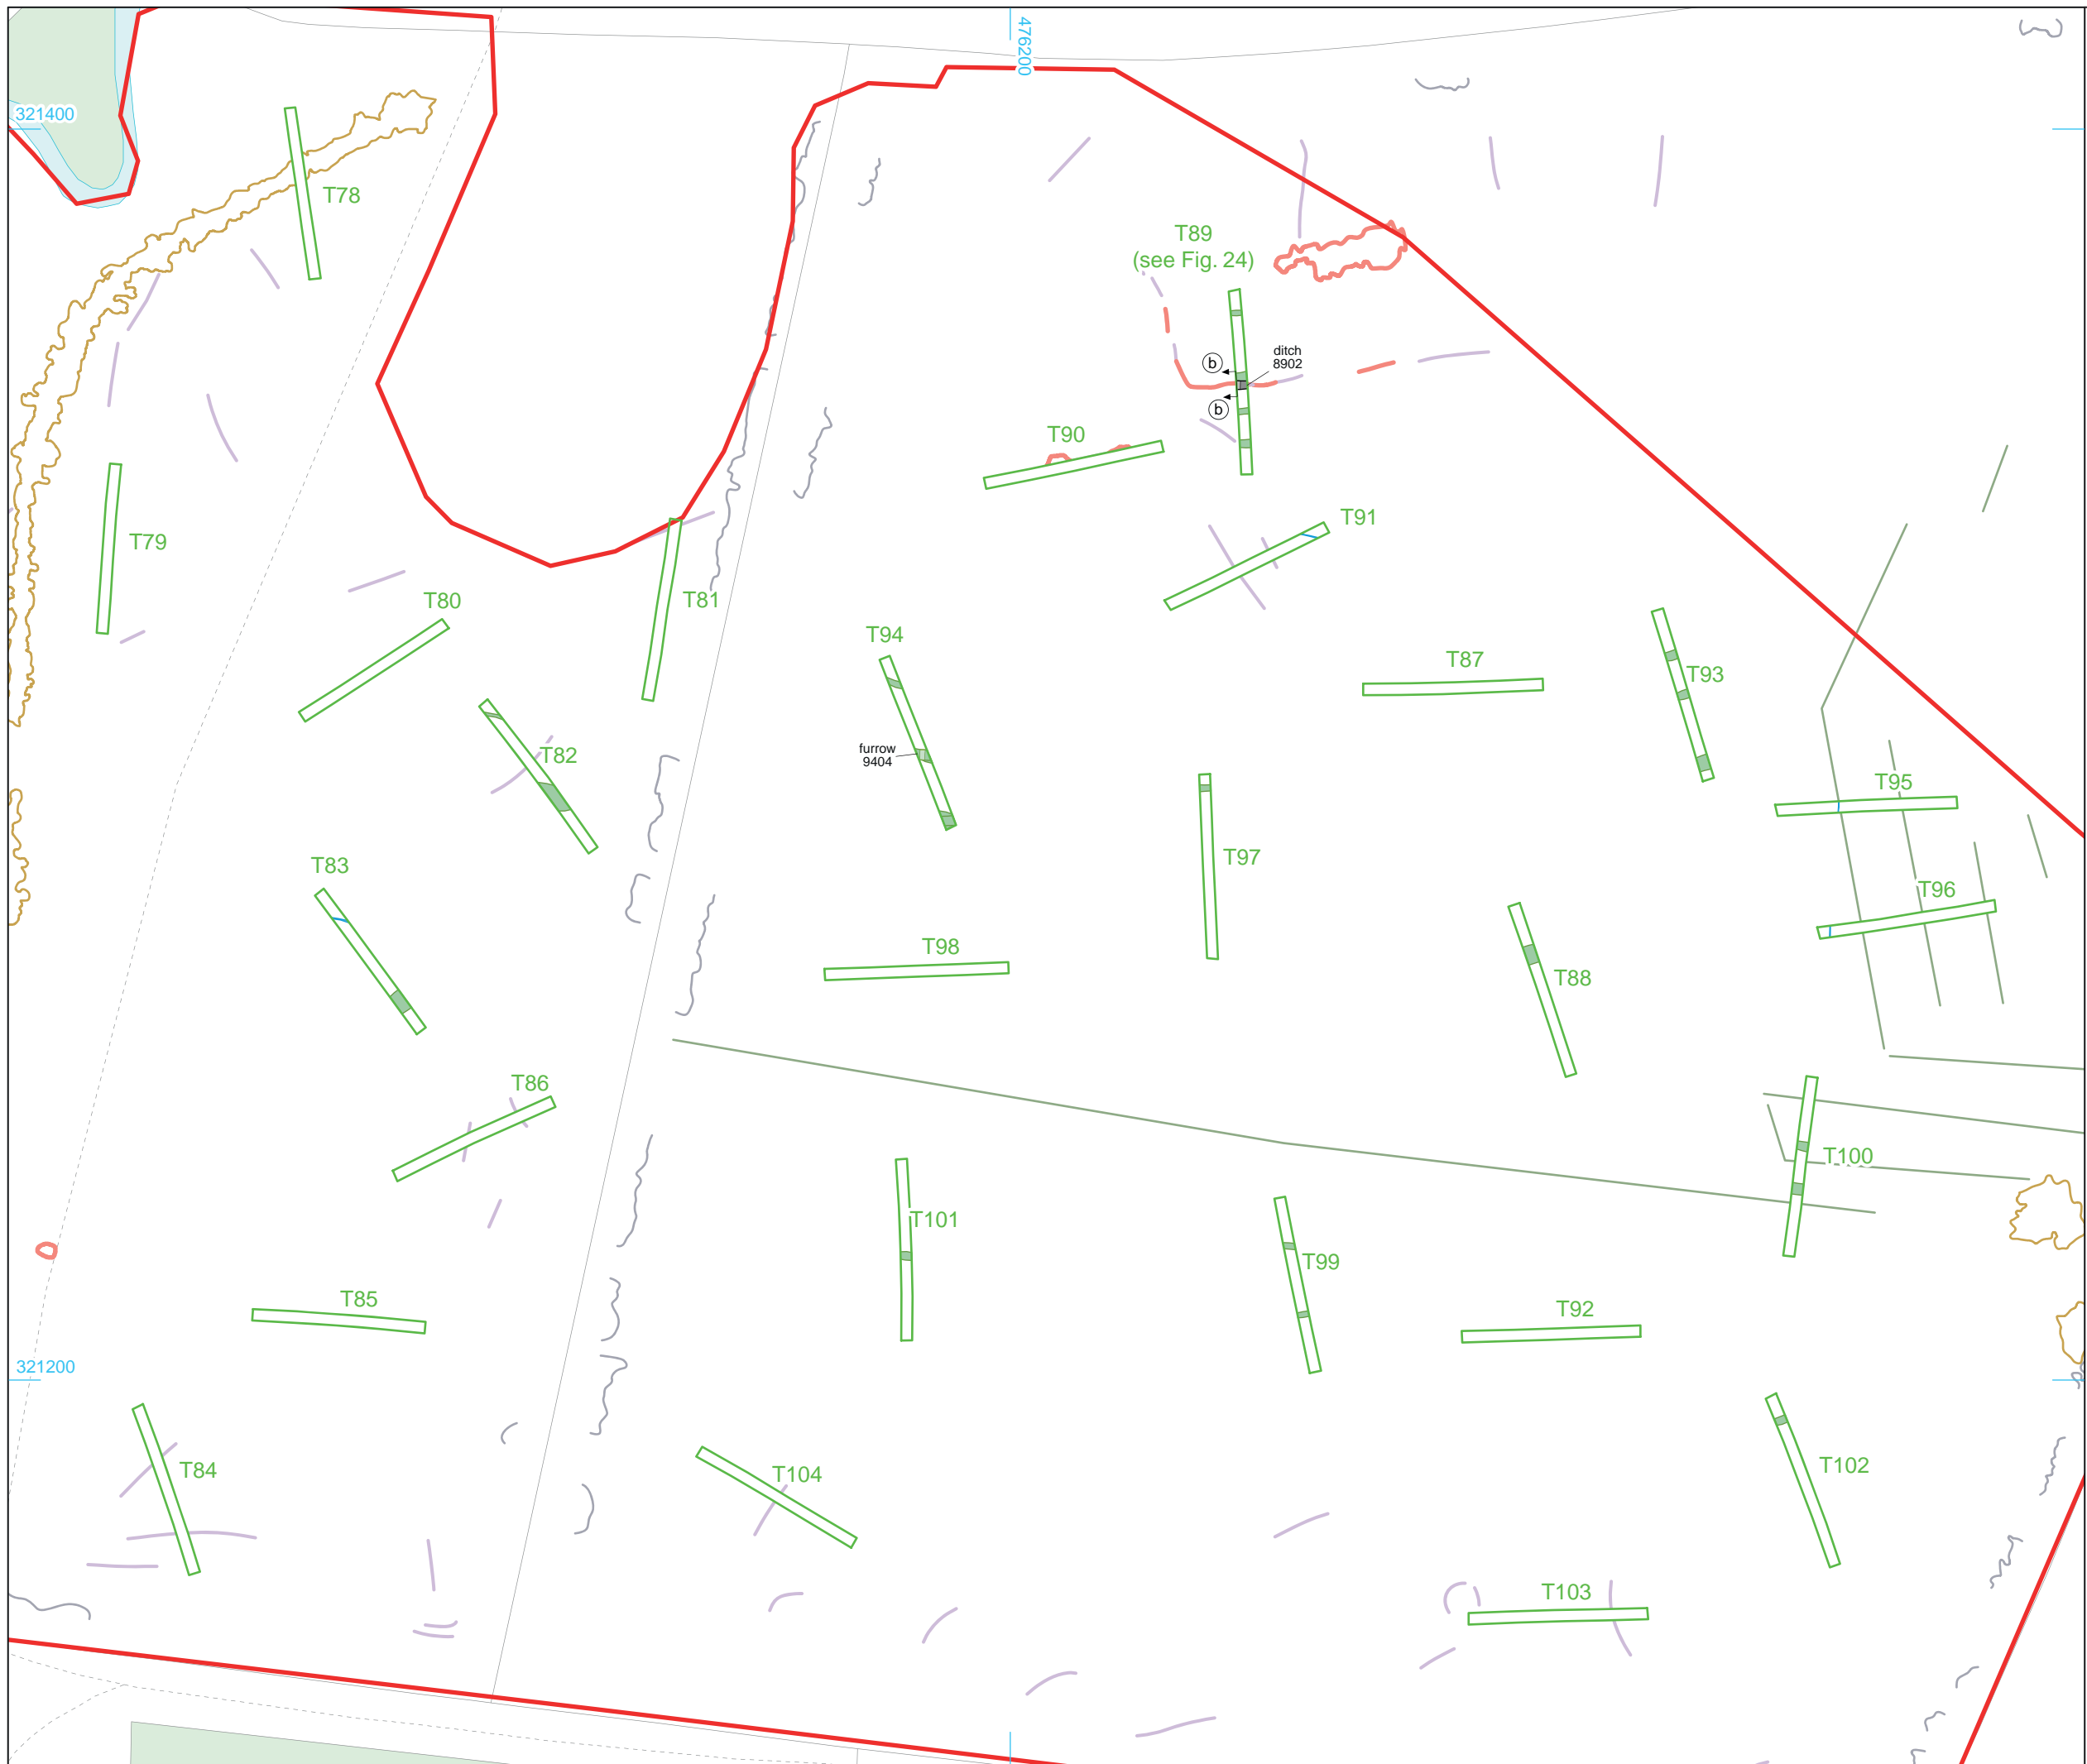 476200
321400
T78
T89
(see Fig. 24)
b
ditch
8902
b
T90
T91
T79
T80
T81
T94
T87
T93
T82
furrow
9404
T95
T83
T97
T96
T98
T88
T86
T100
T101
T99
T85
T92
321200
T84
T104
T102
T103